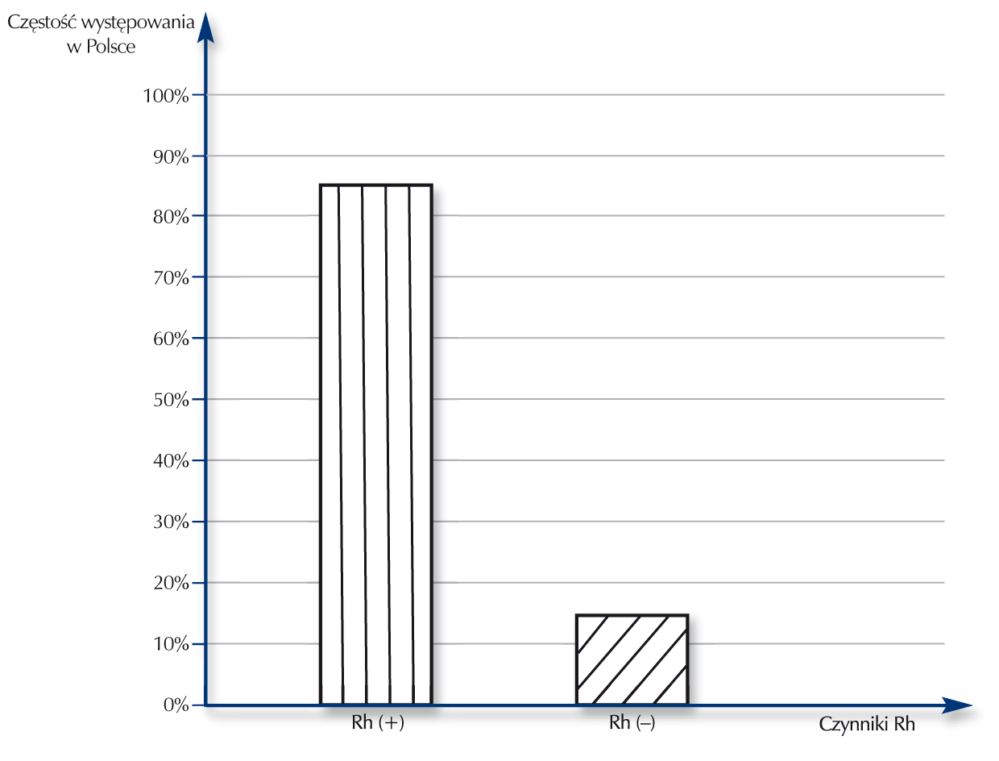 Częstość występowania
w Polsce
100%
90%
80%
70%
60%
50%
40%
30%
20%
10%
0%
Rh (+)
Rh (–)
Czynniki Rh